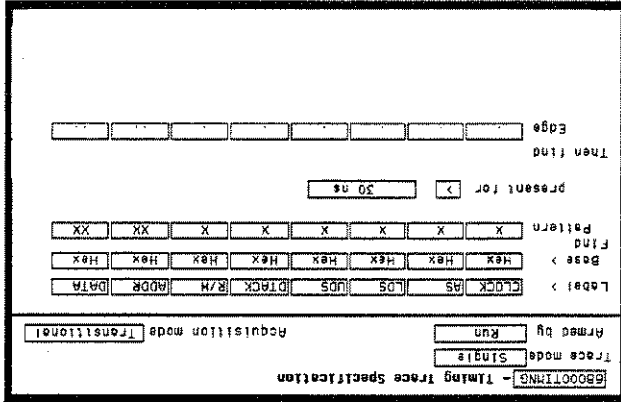 68000TIMNG - Timing Trace Specification
Trace mode Single
Armed by Run Acquisition mode Transitional
Label > CLOCK AS LDS UDS DTACK R/W ADDR DATA
Base > Hex Hex Hex Hex Hex Hex Hex Hex
Find
Pattern X X X X X X XX XX
present for > 30 ns
Then find
Edge . . . . . . .. ..